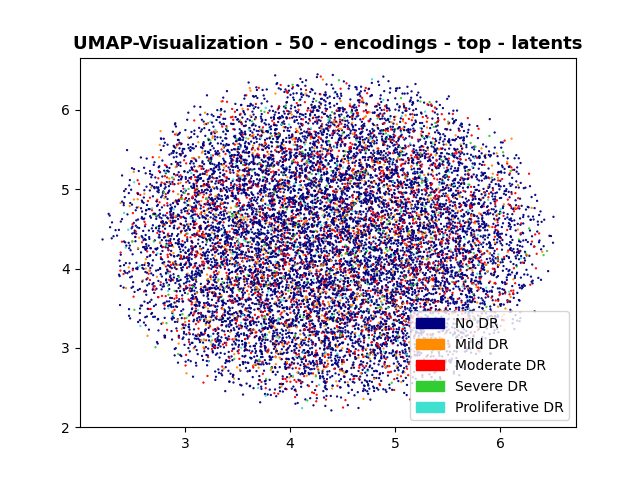 UMAP-Visualization - 50 - encodings - top - latents
6
5
4
3
2
3 4 5 6
No DR
Mild DR
Moderate DR
Severe DR
Proliferative DR